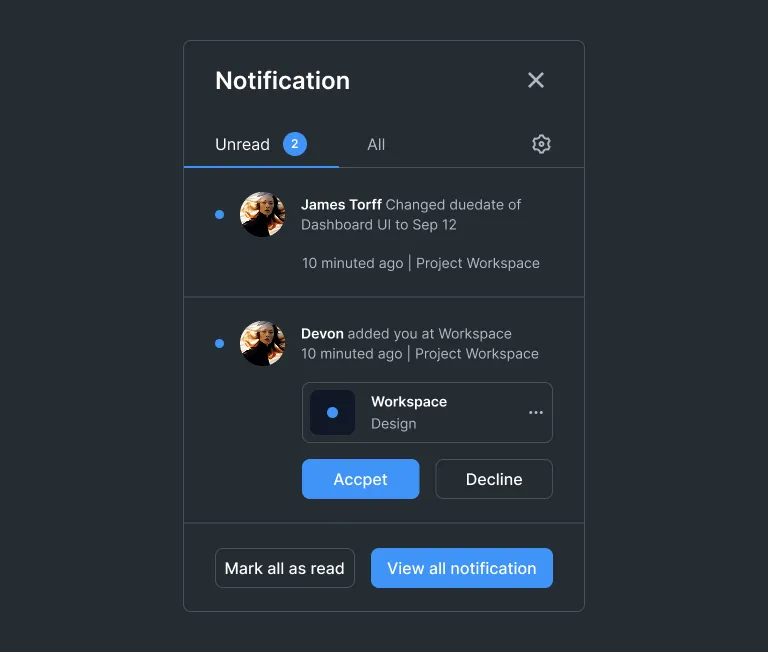 Notification
Unread 2 All
James Torff Changed duedate of
Dashboard UI to Sep 12
10 minuted ago | Project Workspace
Devon added you at Workspace
10 minuted ago | Project Workspace
Workspace
Design
Accpet Decline
Mark all as read View all notification